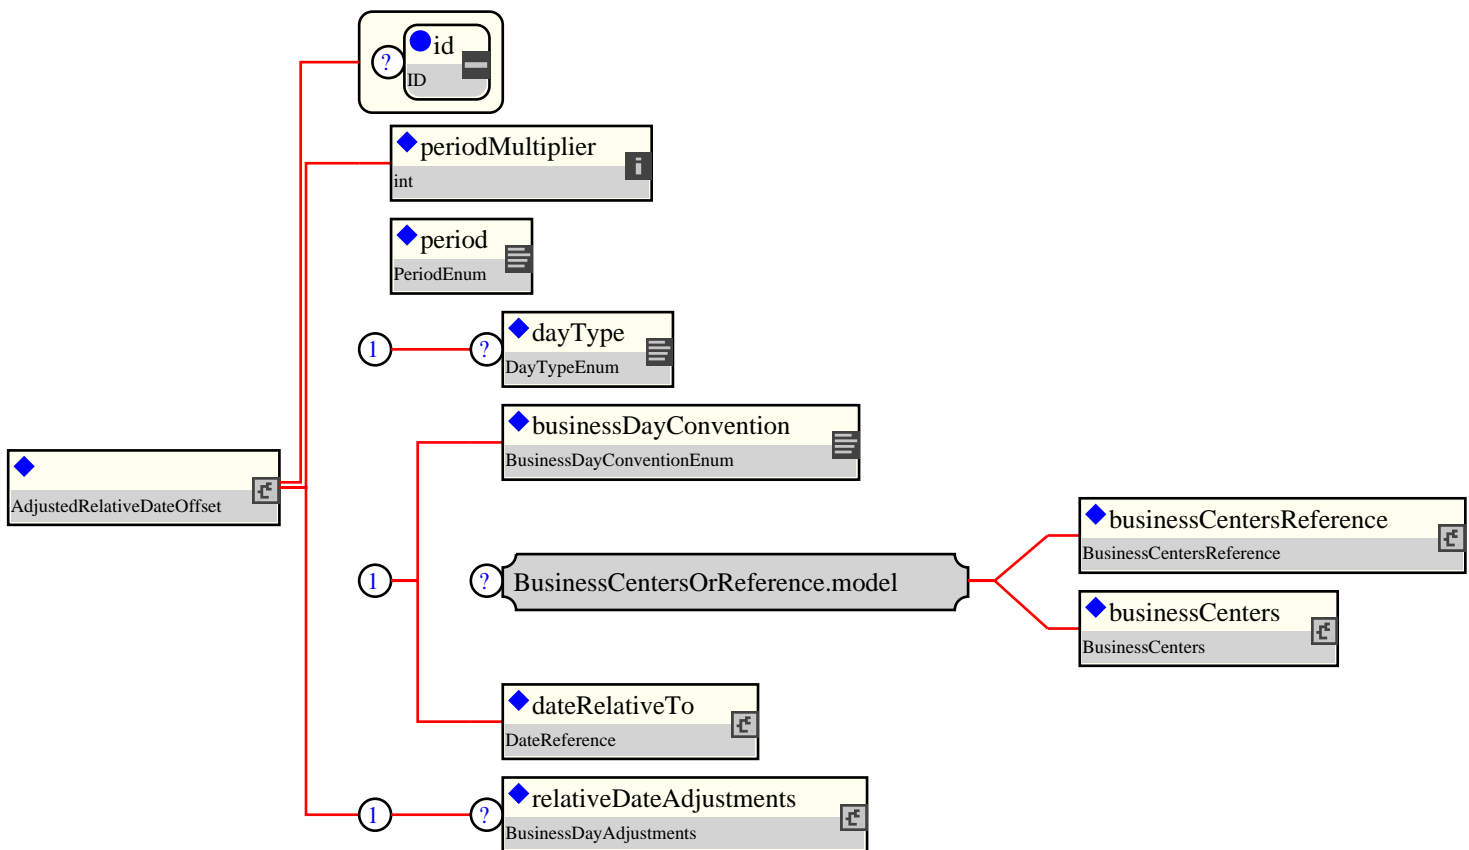 ?
id
ID
periodMultiplier
i
int
period
PeriodEnum
1
?
dayType
DayTypeEnum
businessDayConvention
BusinessDayConventionEnum
AdjustedRelativeDateOffset
1
?
BusinessCentersOrReference.model
businessCentersReference
BusinessCentersReference
businessCenters
BusinessCenters
dateRelativeTo
DateReference
1
?
relativeDateAdjustments
BusinessDayAdjustments